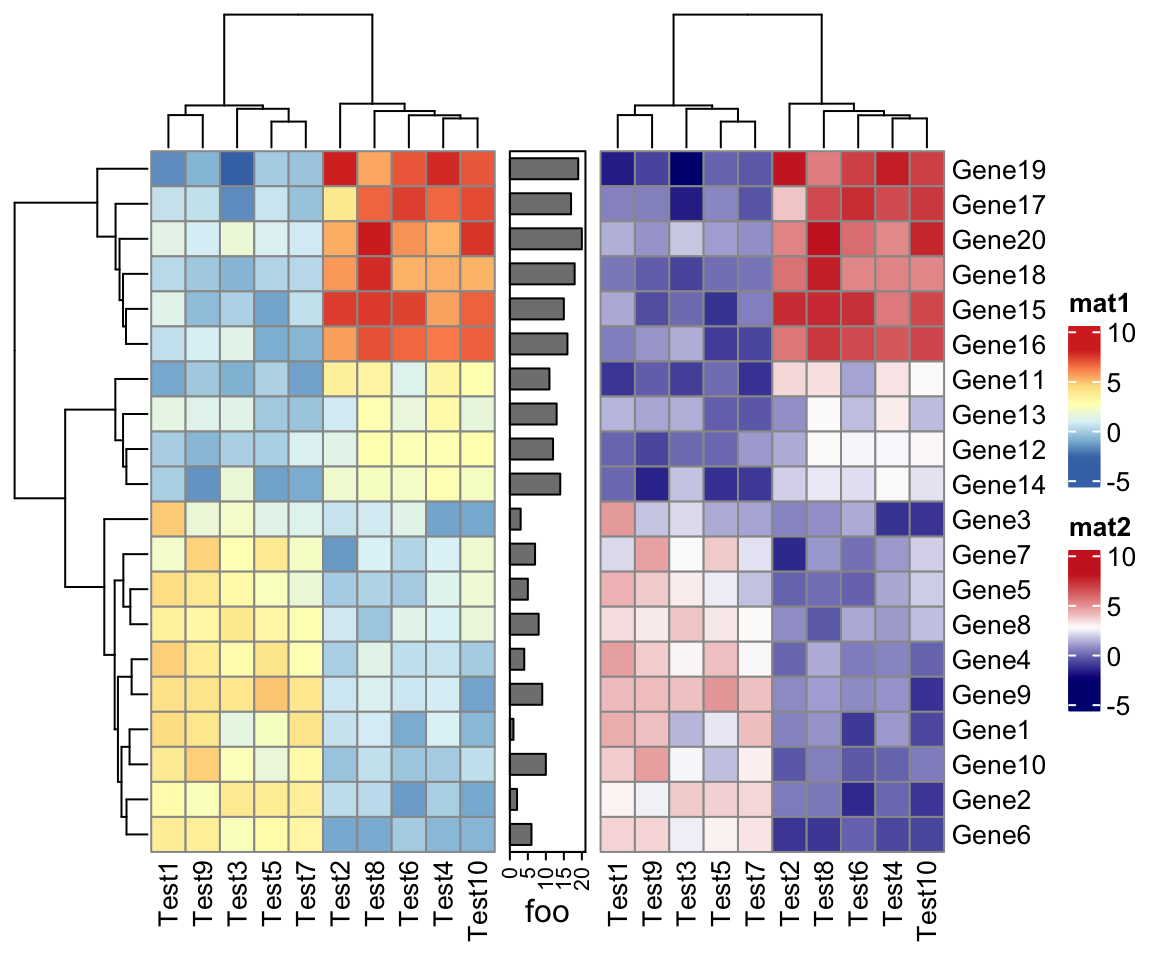 Gene19
Gene17
Gene20
Gene18
Gene15
Gene16
Gene11
Gene13
Gene12
Gene14
Gene3
Gene7
Gene5
Gene8
Gene4
Gene9
Gene1
Gene10
Gene2
Gene6
mat1
10
5
0
-5
mat2
10
5
0
-5
Test1 Test9 Test3 Test5 Test7 Test2 Test8 Test6 Test4 Test10
0 5 10 15 20
foo
Test1 Test9 Test3 Test5 Test7 Test2 Test8 Test6 Test4 Test10